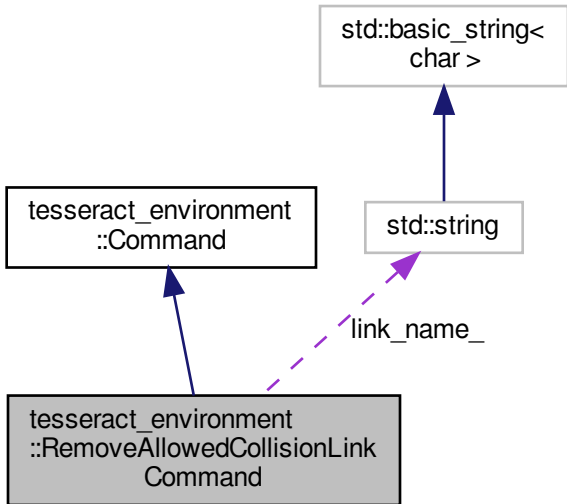 std::basic_string<
char >
tesseract_environment
::Command
std::string
link_name_
tesseract_environment
::RemoveAllowedCollisionLink
Command